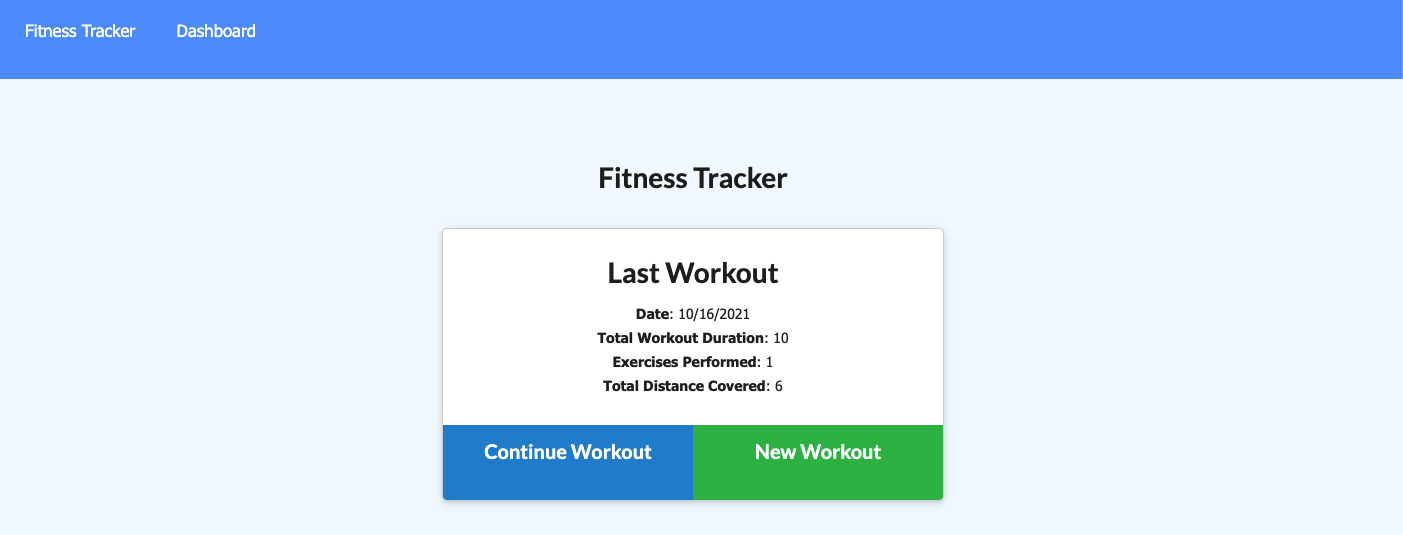 Fitness Tracker Dashboard
Fitness Tracker
Last Workout
Date: 10/16/2021
Total Workout Duration: 10
Exercises Performed: 1
Total Distance Covered: 6
Continue Workout New Workout